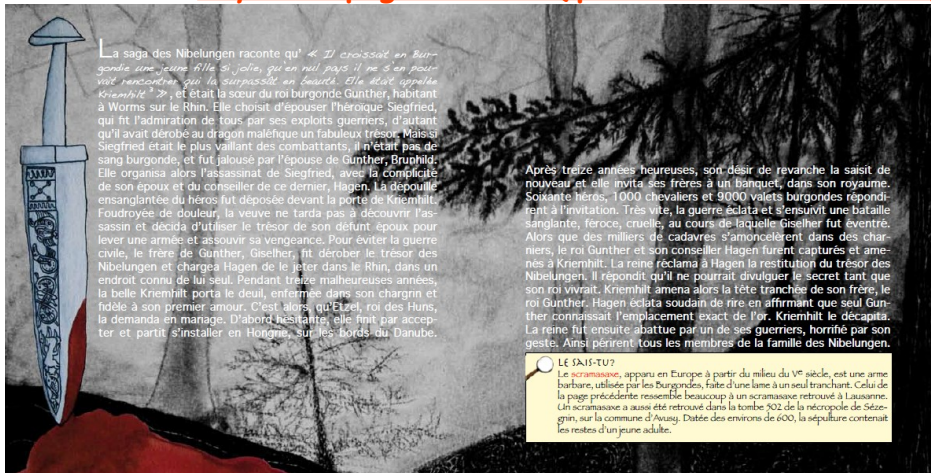 La saga des Nibelungen raconte qu' « Il croissait en Bur-
gondie une jeune fille si jolie, qu'en nul pays il ne s'en pou-
vait rencontrer qui la surpassât en beauté. Elle était appelée
Kriemhilt ³ », et était la sœur du roi burgonde Gunther, habitant
à Worms sur le Rhin. Elle choisit d'épouser l'héroïque Siegfried,
qui fit l'admiration de tous par ses exploits guerriers, d'autant
qu'il avait dérobé au dragon maléfique un fabuleux trésor. Mais si
Siegfried était le plus vaillant des combattants, il n'était pas de
sang burgonde, et fut jalousé par l'épouse de Gunther, Brunhild.
Elle organisa alors l'assassinat de Siegfried, avec la complicité
de son époux et du conseiller de ce dernier, Hagen. La dépouille
ensanglantée du héros fut déposée devant la porte de Kriemhilt.
Foudroyée de douleur, la veuve ne tarda pas à découvrir l'as-
sassin et décida d'utiliser le trésor de son défunt époux pour
lever une armée et assouvir sa vengeance. Pour éviter la guerre
civile, le frère de Gunther, Giselher, fit dérober le trésor des
Nibelungen et chargea Hagen de le jeter dans le Rhin, dans un
endroit connu de lui seul. Pendant treize malheureuses années,
la belle Kriemhilt porta le deuil, enfermée dans son chargrin et
fidèle à son premier amour. C'est alors, qu'Etzel, roi des Huns,
la demanda en mariage. D'abord hésitante, elle finit par accep-
ter et partit s'installer en Hongrie, sur les bords du Danube.
Après treize années heureuses, son désir de revanche la saisit de
nouveau et elle invita ses frères à un banquet, dans son royaume.
Soixante héros, 1000 chevaliers et 9000 valets burgondes répondi-
rent à l'invitation. Très vite, la guerre éclata et s'ensuivit une bataille
sanglante, féroce, cruelle, au cours de laquelle Giselher fut éventré.
Alors que des milliers de cadavres s'amoncelèrent dans des char-
niers, le roi Gunther et son conseiller Hagen furent capturés et ame-
nés à Kriemhilt. La reine réclama à Hagen la restitution du trésor des
Nibelungen. Il répondit qu'il ne pourrait divulguer le secret tant que
son roi vivrait. Kriemhilt amena alors la tête tranchée de son frère, le
roi Gunther. Hagen éclata soudain de rire en affirmant que seul Gun-
ther connaissait l'emplacement exact de l'or. Kriemhilt le décapita.
La reine fut ensuite abattue par un de ses guerriers, horrifié par son
geste. Ainsi périrent tous les membres de la famille des Nibelungen.
LE SAIS-TU?
Le scramasaxe, apparu en Europe à partir du milieu du Ve siècle, est une arme
barbare, utilisée par les Burgondes, faite d'une lame à un seul tranchant. Celui de
la page précédente ressemble beaucoup à un scramasaxe retrouvé à Lausanne.
Un scramasaxe a aussi été retrouvé dans la tombe 502 de la nécropole de Séze-
gnin, sur la commune d'Avusy. Datée des environs de 600, la sépulture contenait
les restes d'un jeune adulte.